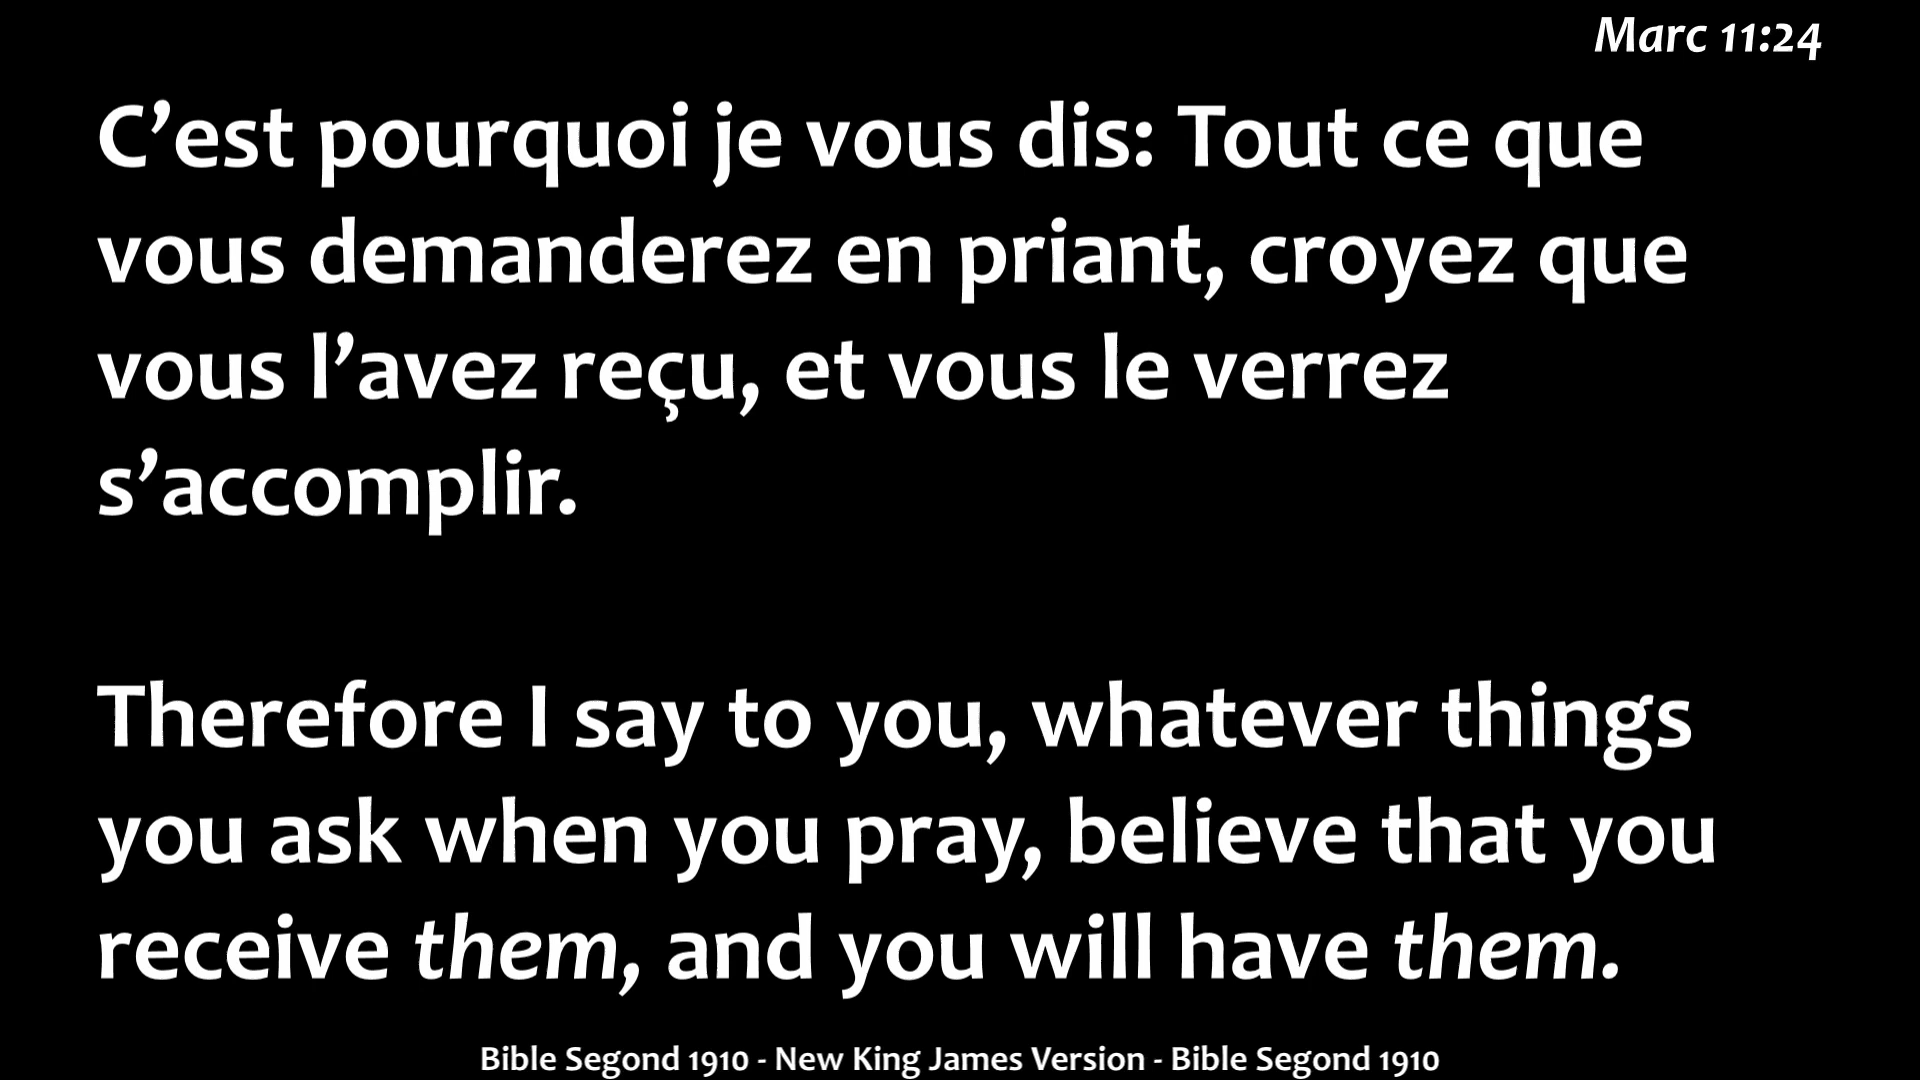 Marc 11:24
C’est pourquoi je vous dis: Tout ce que
vous demanderez en priant, croyez que
vous l’avez reçu, et vous le verrez
s’accomplir.
Therefore I say to you, whatever things
you ask when you pray, believe that you
receive them, and you will have them.
Bible Segond 1910 - New King James Version - Bible Segond 1910